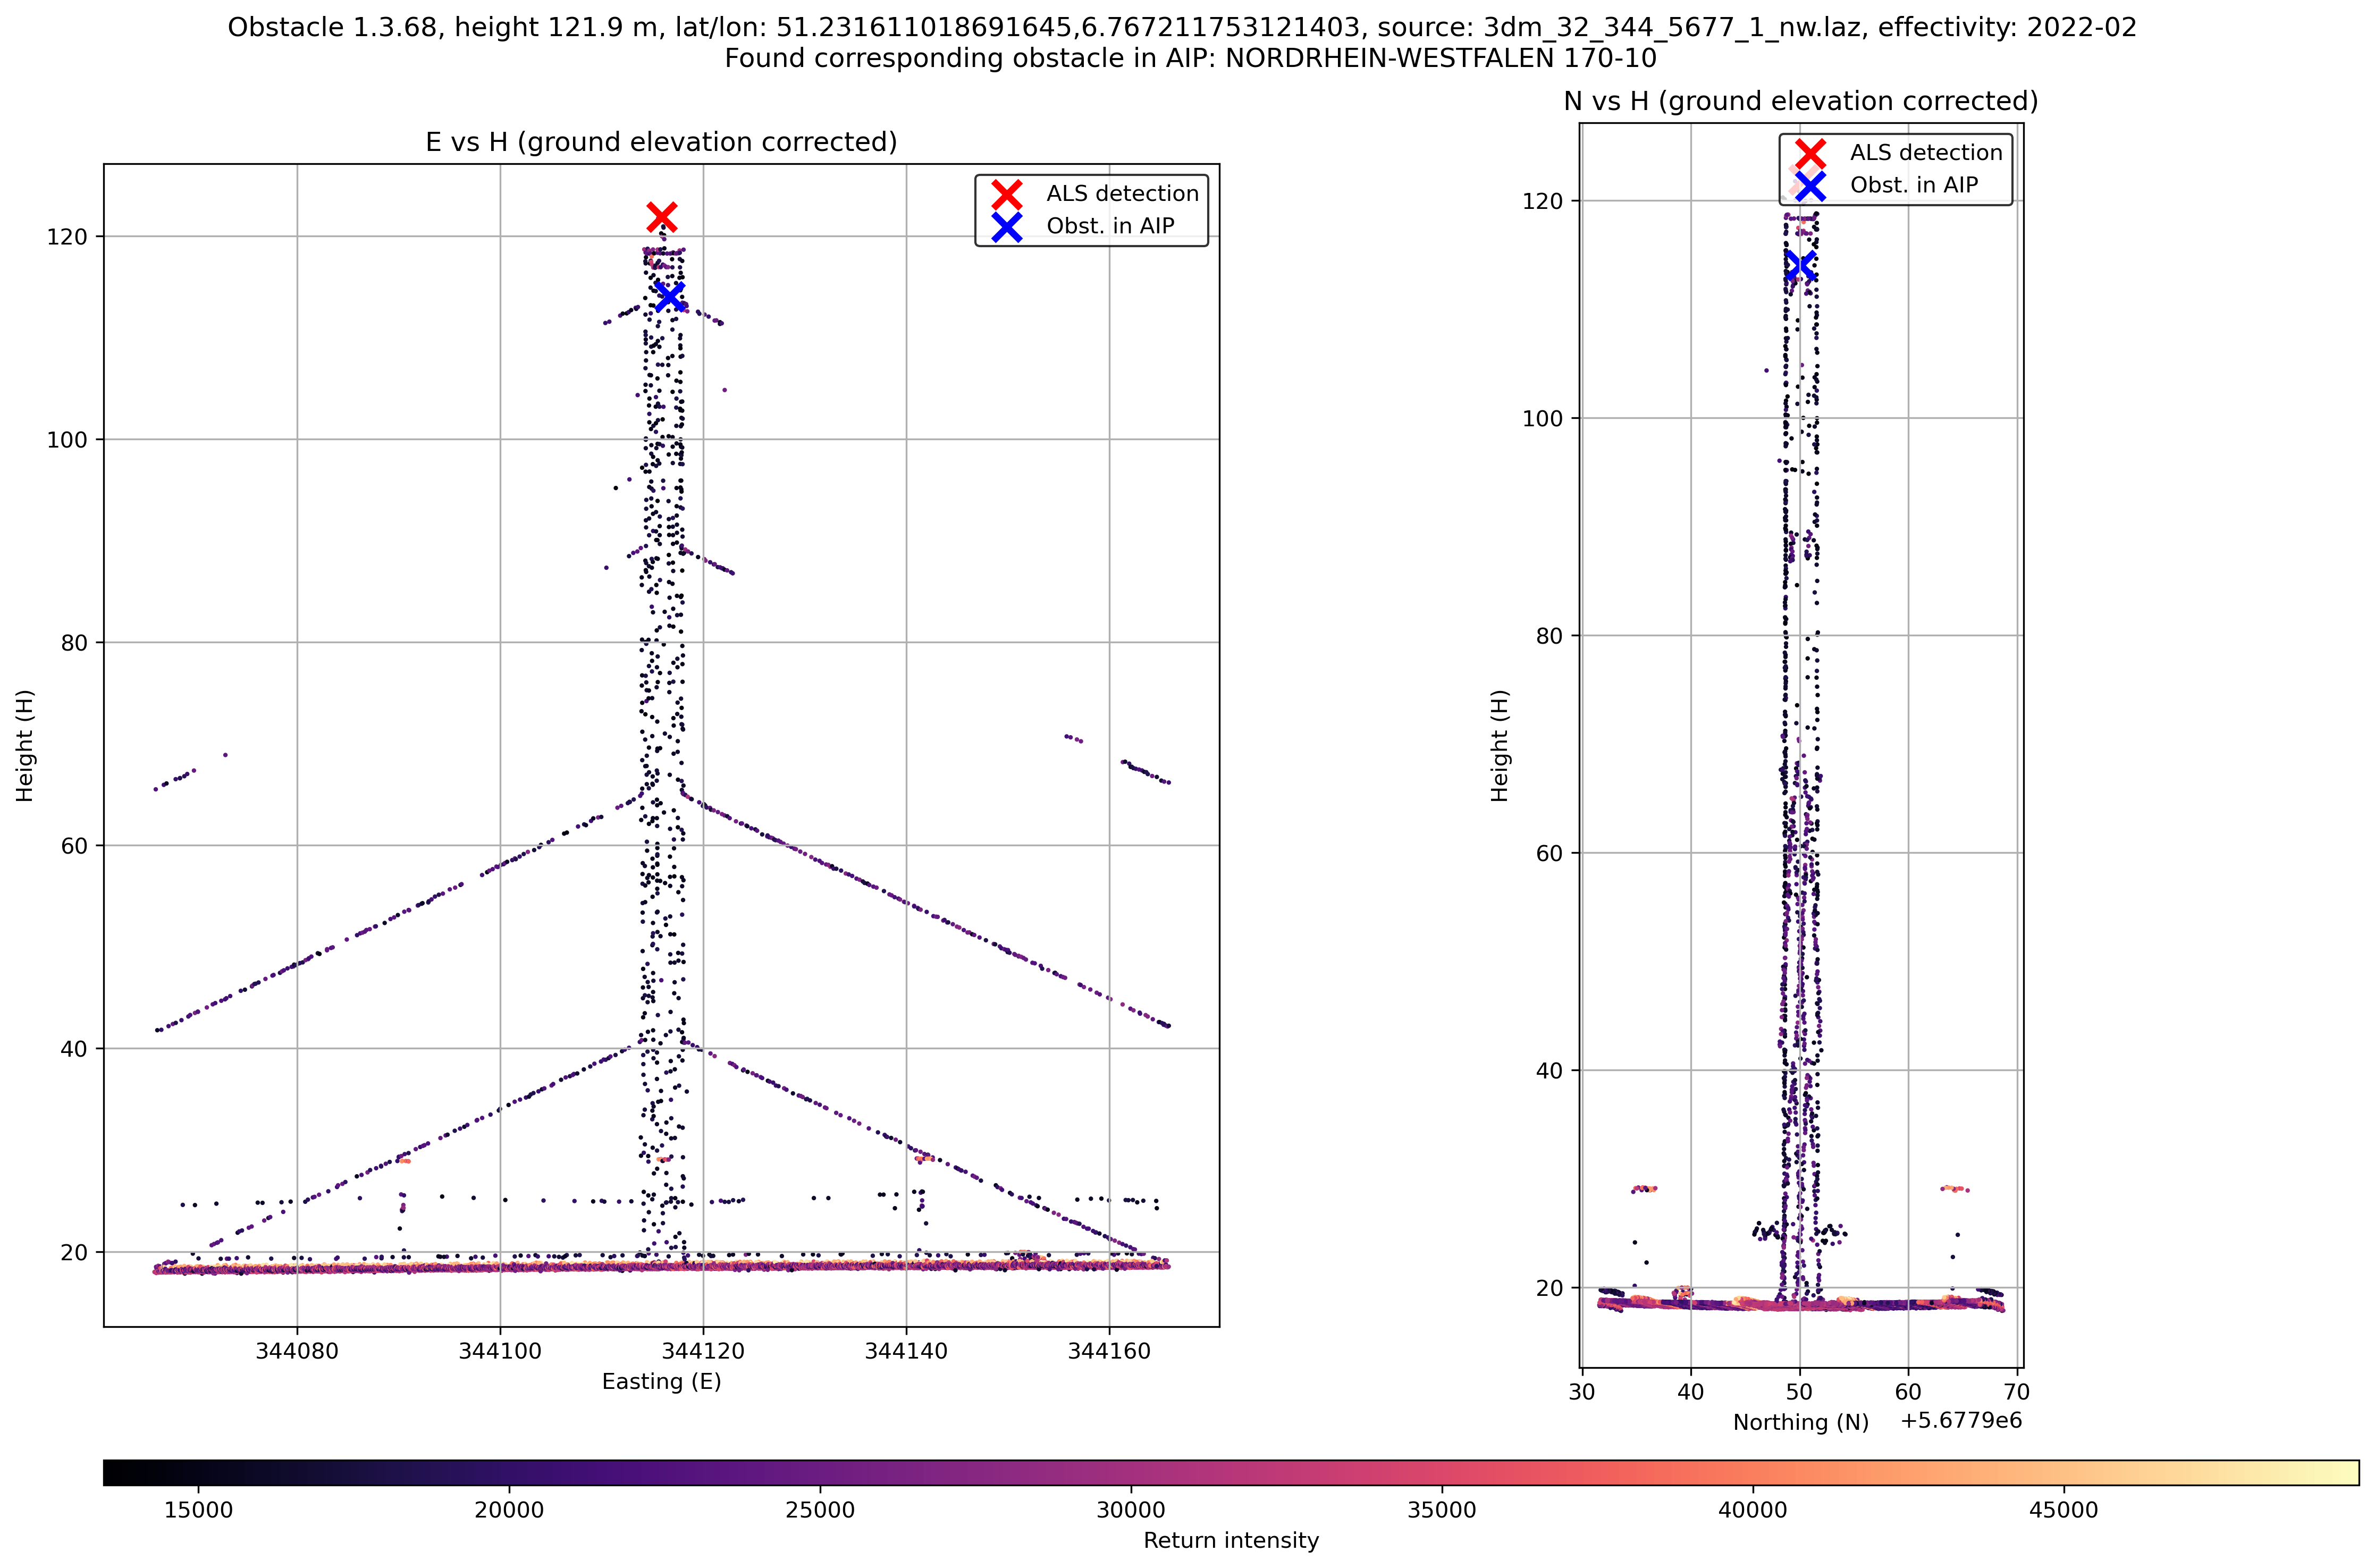 Obstacle 1.3.68, height 121.9 m, lat/lon: 51.231611018691645,6.767211753121403, source: 3dm_32_344_5677_1_nw.laz, effectivity: 2022-02
Found corresponding obstacle in AIP: NORDRHEIN-WESTFALEN 170-10
E vs H (ground elevation corrected)
ALS detection
Obst. in AIP
120
100
80
60
40
20
Height (H)
344080 344100 344120 344140 344160
Easting (E)
N vs H (ground elevation corrected)
ALS detection
Obst. in AIP
120
100
80
60
40
20
Height (H)
30 40 50 60 70
Northing (N) +5.6779e6
15000 20000 25000 30000 35000 40000 45000
Return intensity